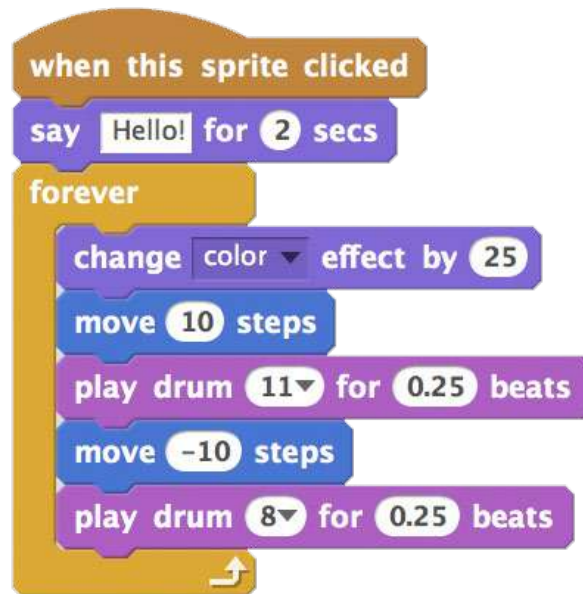 when this sprite clicked
say Hello! for 2 secs
forever
change color effect by 25
move 10 steps
play drum 11 for 0.25 beats
move -10 steps
play drum 8 for 0.25 beats